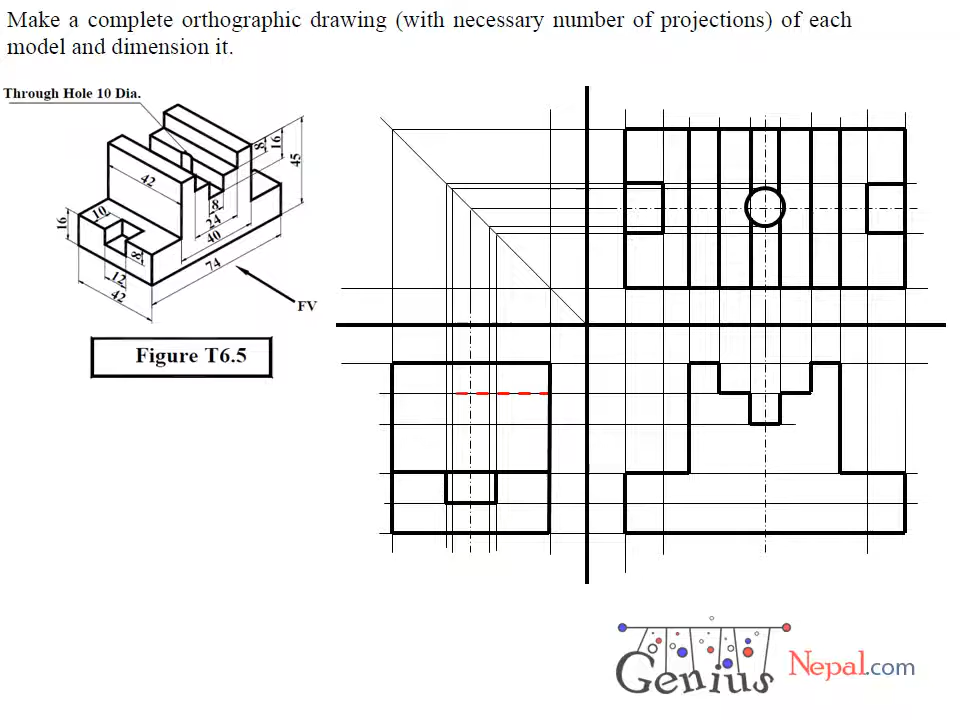 Make a complete orthographic drawing (with necessary number of projections) of each
model and dimension it.
Through Hole 10 Dia.
8
16
45
42
10
16
8
24
8
40
12
74
42
FV
Figure T6.5
Genius
Nepal.com